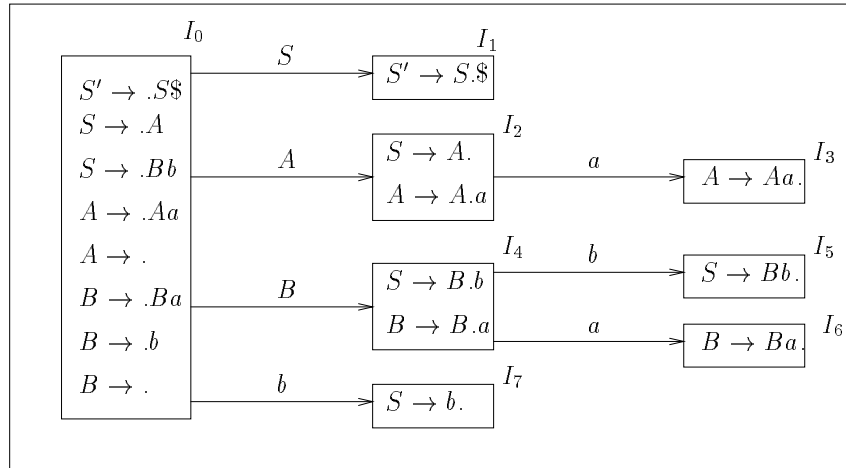 I₀
S′ → .S$
S → .A
S → .Bb
A → .Aa
A → .
B → .Ba
B → .b
B → .
S
I₁
S′ → S.$
A
I₂
S → A.
A → A.a
a
I₃
A → Aa.
B
I₄
S → B.b
B → B.a
b
I₅
S → Bb.
a
I₆
B → Ba.
b
I₇
S → b.